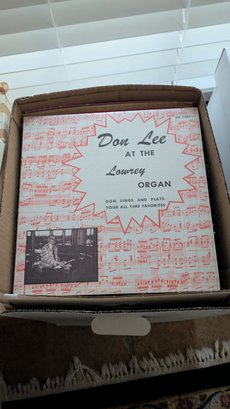 Don Lee
AT THE
Lowrey
ORGAN
DON SINGS AND PLAYS
YOUR ALL TIME FAVORITES